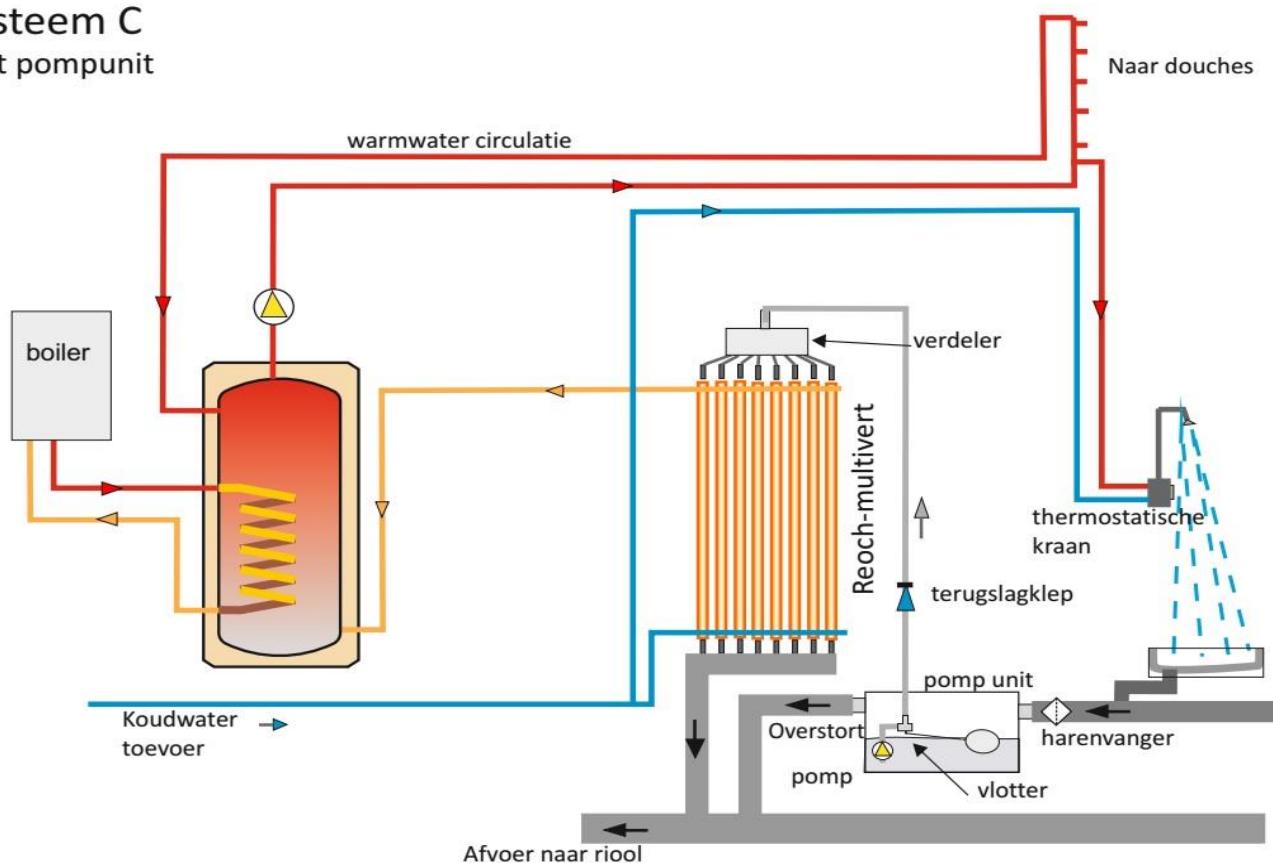 steem C
t pompunit
Naar douches
warmwater circulatie
boiler
verdeler
Reoch-multivert
thermostatische
kraan
terugslagklep
pomp unit
Koudwater
toevoer
Overstort
harenvanger
pomp
vlotter
Afvoer naar riool